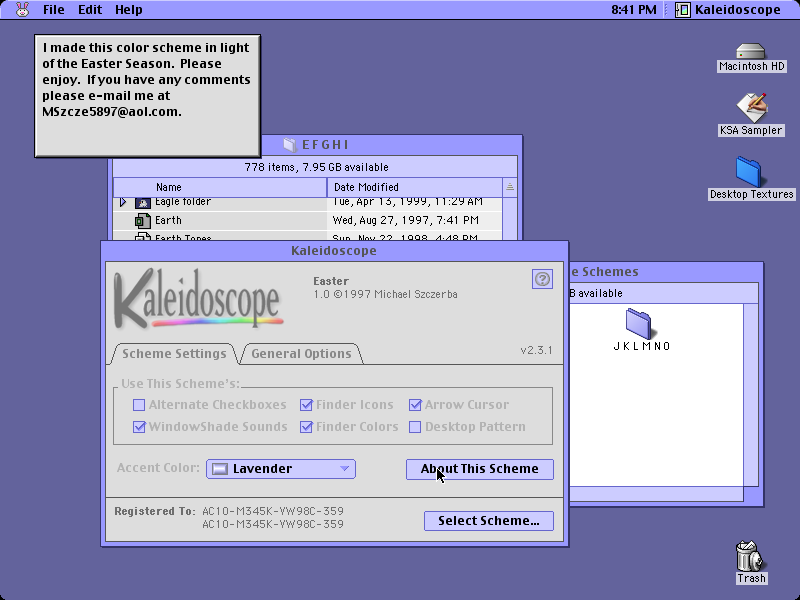 File Edit Help
8:41 PM Kaleidoscope
I made this color scheme in light
of the Easter Season. Please
enjoy. If you have any comments
please e-mail me at
MSzcze5897@aol.com.
Macintosh HD
KSA Sampler
Desktop Textures
E F G H I
778 items, 7.95 GB available
Name Date Modified
Eagle folder Tue, Apr 13, 1999, 11:29 AM
Earth Wed, Aug 27, 1997, 7:41 PM
Earth Tones Sun, Nov 22, 1998, 4:48 PM
Kaleidoscope
e Schemes
B available
J K L M N O
Kaleidoscope
Easter
1.0 ©1997 Michael Szczerba
?
Scheme Settings General Options v2.3.1
Use This Scheme's:
Alternate Checkboxes Finder Icons Arrow Cursor
WindowShade Sounds Finder Colors Desktop Pattern
Accent Color: Lavender About This Scheme
Registered To: AC10-M345K-YW98C-359
AC10-M345K-YW98C-359
Select Scheme...
Trash